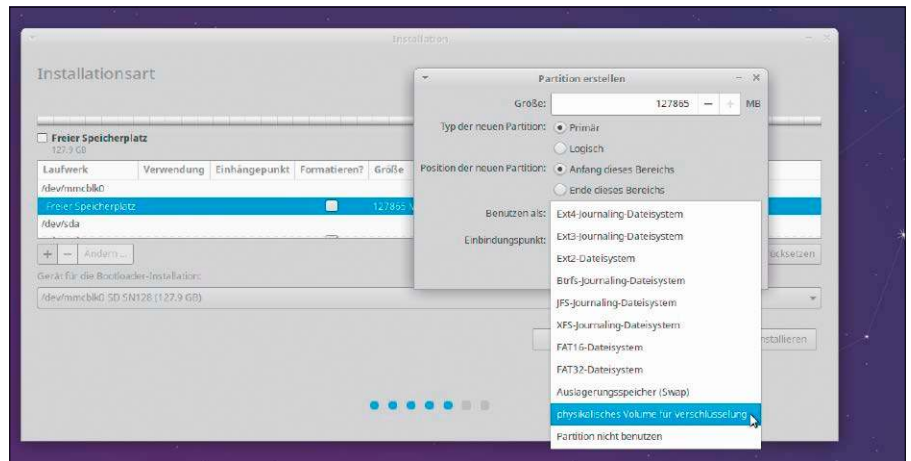 Installation
Installationsart
Freier Speicherplatz
127.9 GB
Laufwerk Verwendung Einhängepunkt Formatieren? Größe
/dev/mmcblk0
Freier Speicherplatz 127865
/dev/sda
+ − Ändern...
Gerät für die Bootloader-Installation:
/dev/mmcblk0 SD SN128 (127.9 GB)
Partition erstellen
Größe: 127865 − + MB
Typ der neuen Partition: Primär
Logisch
Position der neuen Partition: Anfang dieses Bereichs
Ende dieses Bereichs
Benutzen als:
Einbindungspunkt:
Ext4-Journaling-Dateisystem
Ext3-Journaling-Dateisystem
Ext2-Dateisystem
Btrfs-Journaling-Dateisystem
JFS-Journaling-Dateisystem
XFS-Journaling-Dateisystem
FAT16-Dateisystem
FAT32-Dateisystem
Auslagerungsspeicher (Swap)
physikalisches Volume für Verschlüsselung
Partition nicht benutzen